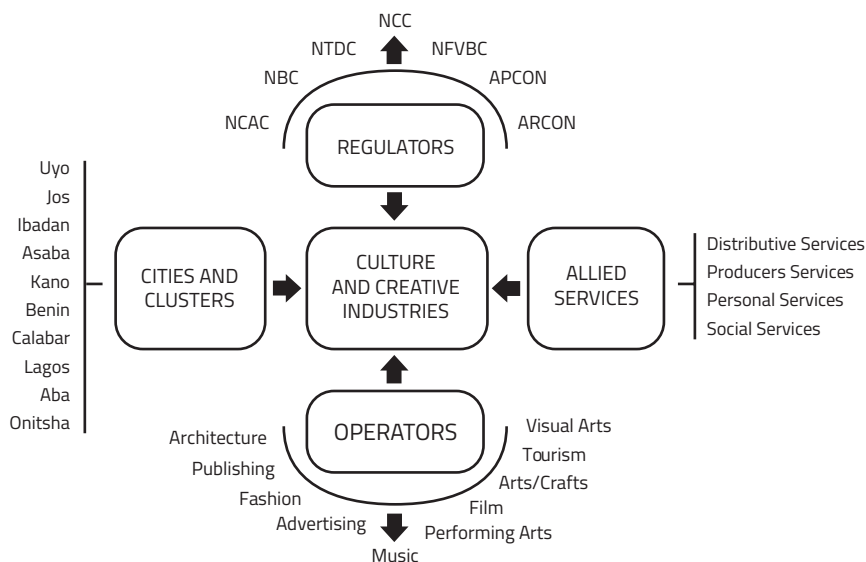 NCC
NTDC
NFVBC
NBC
APCON
NCAC
ARCON
REGULATORS
Uyo
Jos
Ibadan
Asaba
Kano
Benin
Calabar
Lagos
Aba
Onitsha
CITIES AND
CLUSTERS
CULTURE
AND CREATIVE
INDUSTRIES
ALLIED
SERVICES
Distributive Services
Producers Services
Personal Services
Social Services
OPERATORS
Architecture
Publishing
Fashion
Advertising
Music
Visual Arts
Tourism
Arts/Crafts
Film
Performing Arts